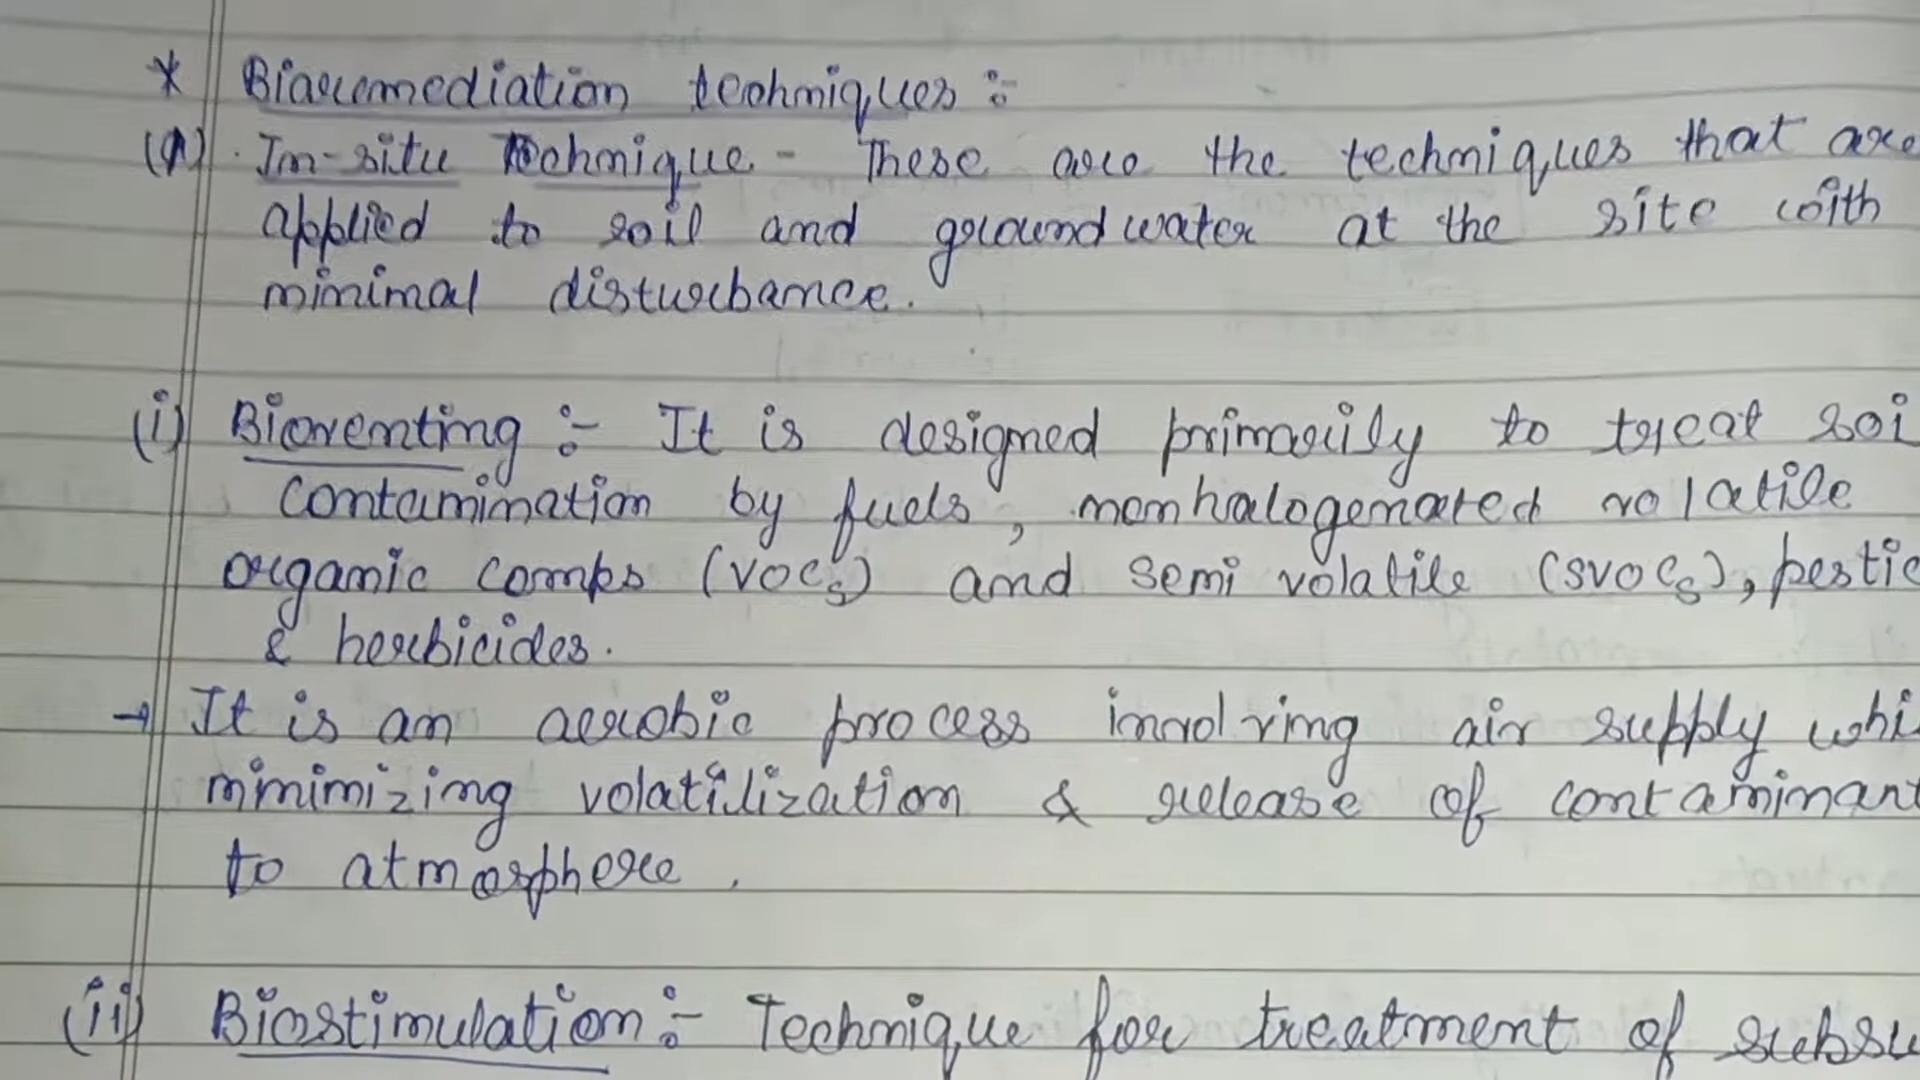 * Bioremediation techniques :-
(A). In-situ Technique - These are the techniques that are
applied to soil and groundwater at the site with
minimal disturbance.
(i) Bioventing :- It is designed primarily to treat soi
contamination by fuels, nonhalogenated volatile
organic comps (VOCs) and semi volatile (SVOCs), pestic
& herbicides.
→ It is an aerobic process involving air supply whi
minimizing volatilization & release of contaminant
to atmosphere.
(ii) Biostimulation :- Technique for treatment of subsu